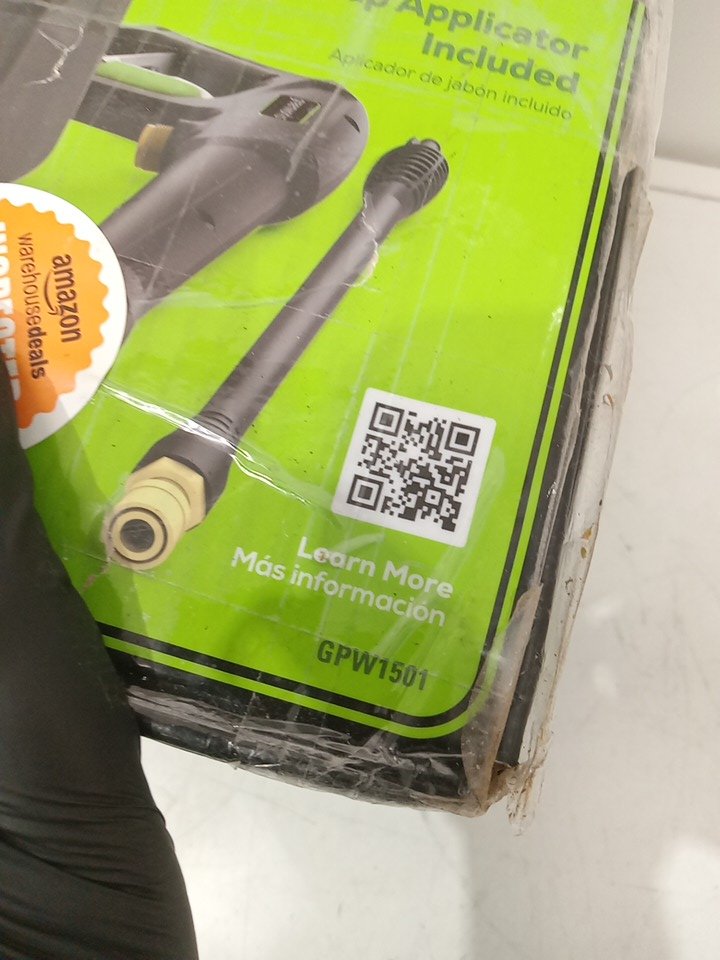 Applicator
Included
Aplicador de jabón incluido
amazon
warehousedeals
Learn More
Más información
GPW1501